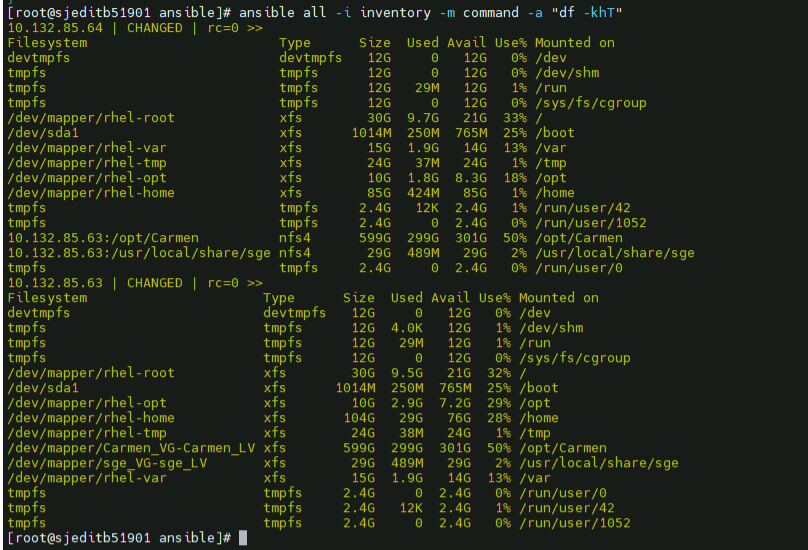 [root@sjeditb51901 ansible]# ansible all -i inventory -m command -a "df -khT"
10.132.85.64 | CHANGED | rc=0 >>
Filesystem                         Type      Size  Used Avail Use% Mounted on
devtmpfs                           devtmpfs   12G     0   12G   0% /dev
tmpfs                              tmpfs      12G     0   12G   0% /dev/shm
tmpfs                              tmpfs      12G   29M   12G   1% /run
tmpfs                              tmpfs      12G     0   12G   0% /sys/fs/cgroup
/dev/mapper/rhel-root              xfs        30G  9.7G   21G  33% /
/dev/sda1                          xfs      1014M  250M  765M  25% /boot
/dev/mapper/rhel-var               xfs        15G  1.9G   14G  13% /var
/dev/mapper/rhel-tmp               xfs        24G   37M   24G   1% /tmp
/dev/mapper/rhel-opt               xfs        10G  1.8G  8.3G  18% /opt
/dev/mapper/rhel-home              xfs        85G  424M   85G   1% /home
tmpfs                              tmpfs     2.4G   12K  2.4G   1% /run/user/42
tmpfs                              tmpfs     2.4G     0  2.4G   0% /run/user/1052
10.132.85.63:/opt/Carmen           nfs4      599G  299G  301G  50% /opt/Carmen
10.132.85.63:/usr/local/share/sge  nfs4       29G  489M   29G   2% /usr/local/share/sge
tmpfs                              tmpfs     2.4G     0  2.4G   0% /run/user/0
10.132.85.63 | CHANGED | rc=0 >>
Filesystem                       Type      Size  Used Avail Use% Mounted on
devtmpfs                         devtmpfs   12G     0   12G   0% /dev
tmpfs                            tmpfs      12G  4.0K   12G   1% /dev/shm
tmpfs                            tmpfs      12G   29M   12G   1% /run
tmpfs                            tmpfs      12G     0   12G   0% /sys/fs/cgroup
/dev/mapper/rhel-root            xfs        30G  9.5G   21G  32% /
/dev/sda1                        xfs      1014M  250M  765M  25% /boot
/dev/mapper/rhel-opt             xfs        10G  2.9G  7.2G  29% /opt
/dev/mapper/rhel-home            xfs       104G   29G   76G  28% /home
/dev/mapper/rhel-tmp             xfs        24G   38M   24G   1% /tmp
/dev/mapper/Carmen_VG-Carmen_LV  xfs       599G  299G  301G  50% /opt/Carmen
/dev/mapper/sge_VG-sge_LV        xfs        29G  489M   29G   2% /usr/local/share/sge
/dev/mapper/rhel-var             xfs        15G  1.9G   14G  13% /var
tmpfs                            tmpfs     2.4G     0  2.4G   0% /run/user/0
tmpfs                            tmpfs     2.4G   12K  2.4G   1% /run/user/42
tmpfs                            tmpfs     2.4G     0  2.4G   0% /run/user/1052
[root@sjeditb51901 ansible]#